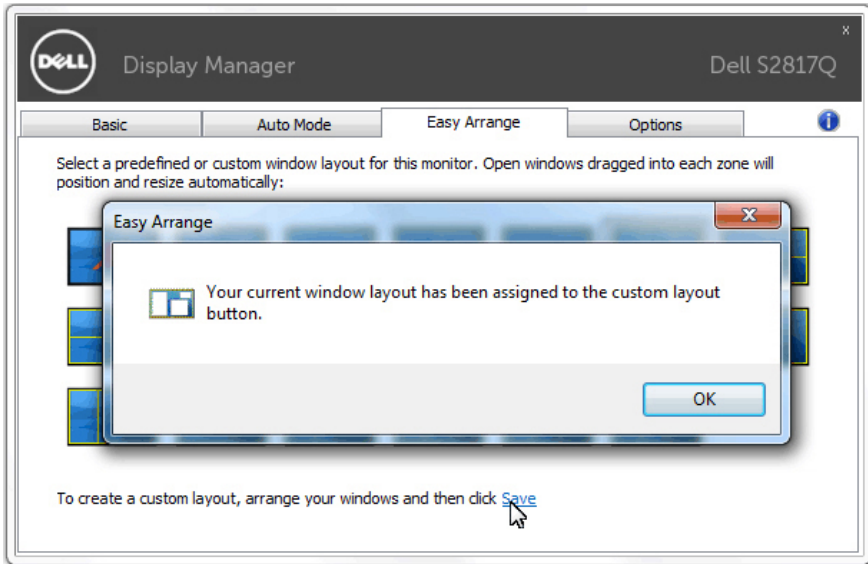 DELL
Display Manager
Dell S2817Q
x
Basic
Auto Mode
Easy Arrange
Options
i
Select a predefined or custom window layout for this monitor. Open windows dragged into each zone will
position and resize automatically:
Easy Arrange
Your current window layout has been assigned to the custom layout
button.
OK
To create a custom layout, arrange your windows and then click Save